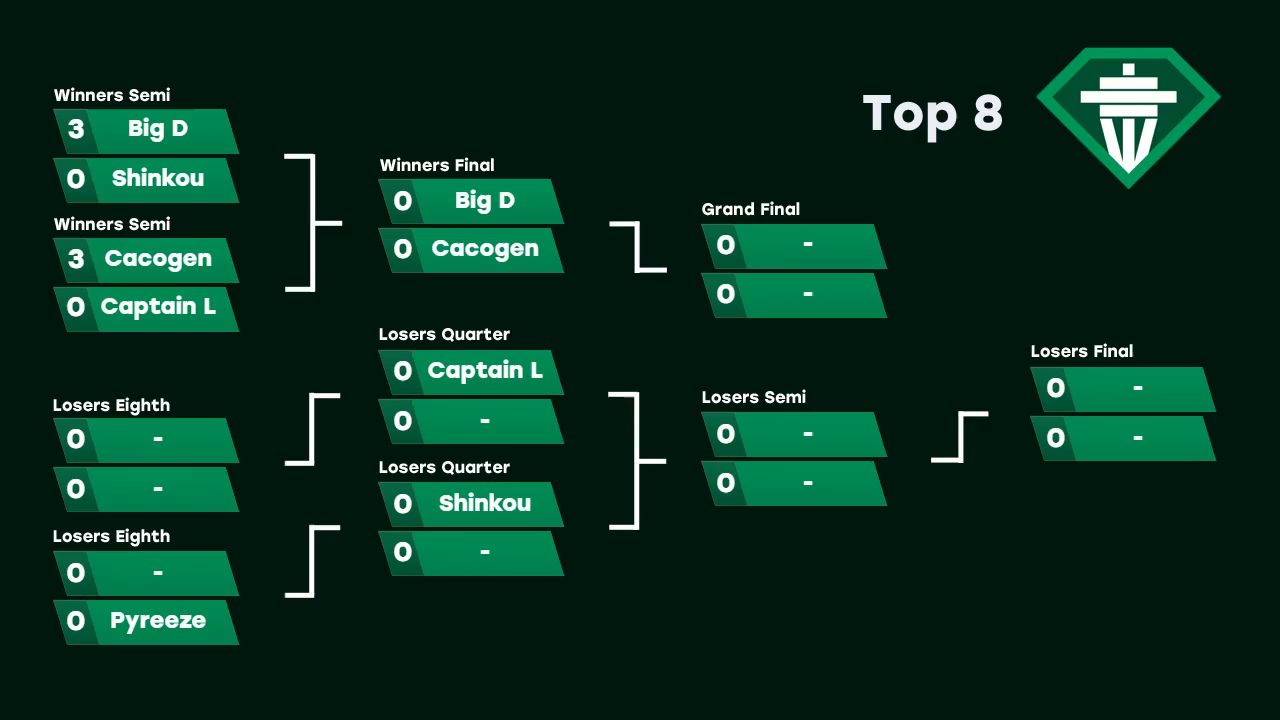 Top 8
Winners Semi
3 Big D
0 Shinkou
Winners Semi
3 Cacogen
0 Captain L
Losers Eighth
0 -
0 -
Losers Eighth
0 -
0 Pyreeze
Winners Final
0 Big D
0 Cacogen
Losers Quarter
0 Captain L
0 -
Losers Quarter
0 Shinkou
0 -
Grand Final
0 -
0 -
Losers Semi
0 -
0 -
Losers Final
0 -
0 -